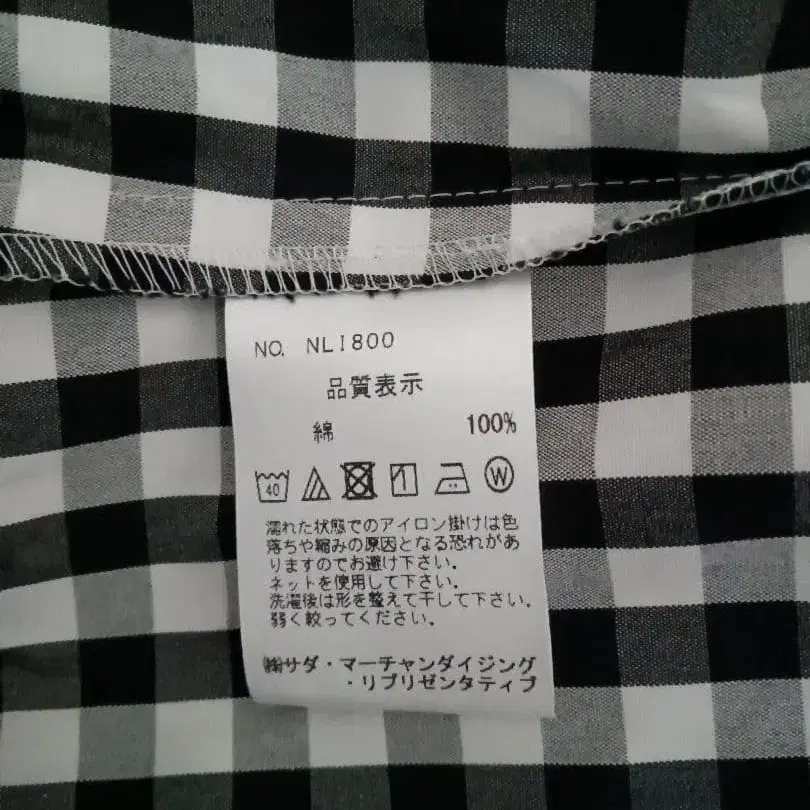 NO. NL1800
品質表示
綿 100%
40 W
濡れた状態でのアイロン掛けは色
落ちや縮みの原因となる恐れがあ
りますのでお避け下さい。
ネットを使用して下さい。
洗濯後は形を整えて干して下さい。
弱く絞ってください。
㈱サダ・マーチャンダイジング
・リプリゼンタティブ